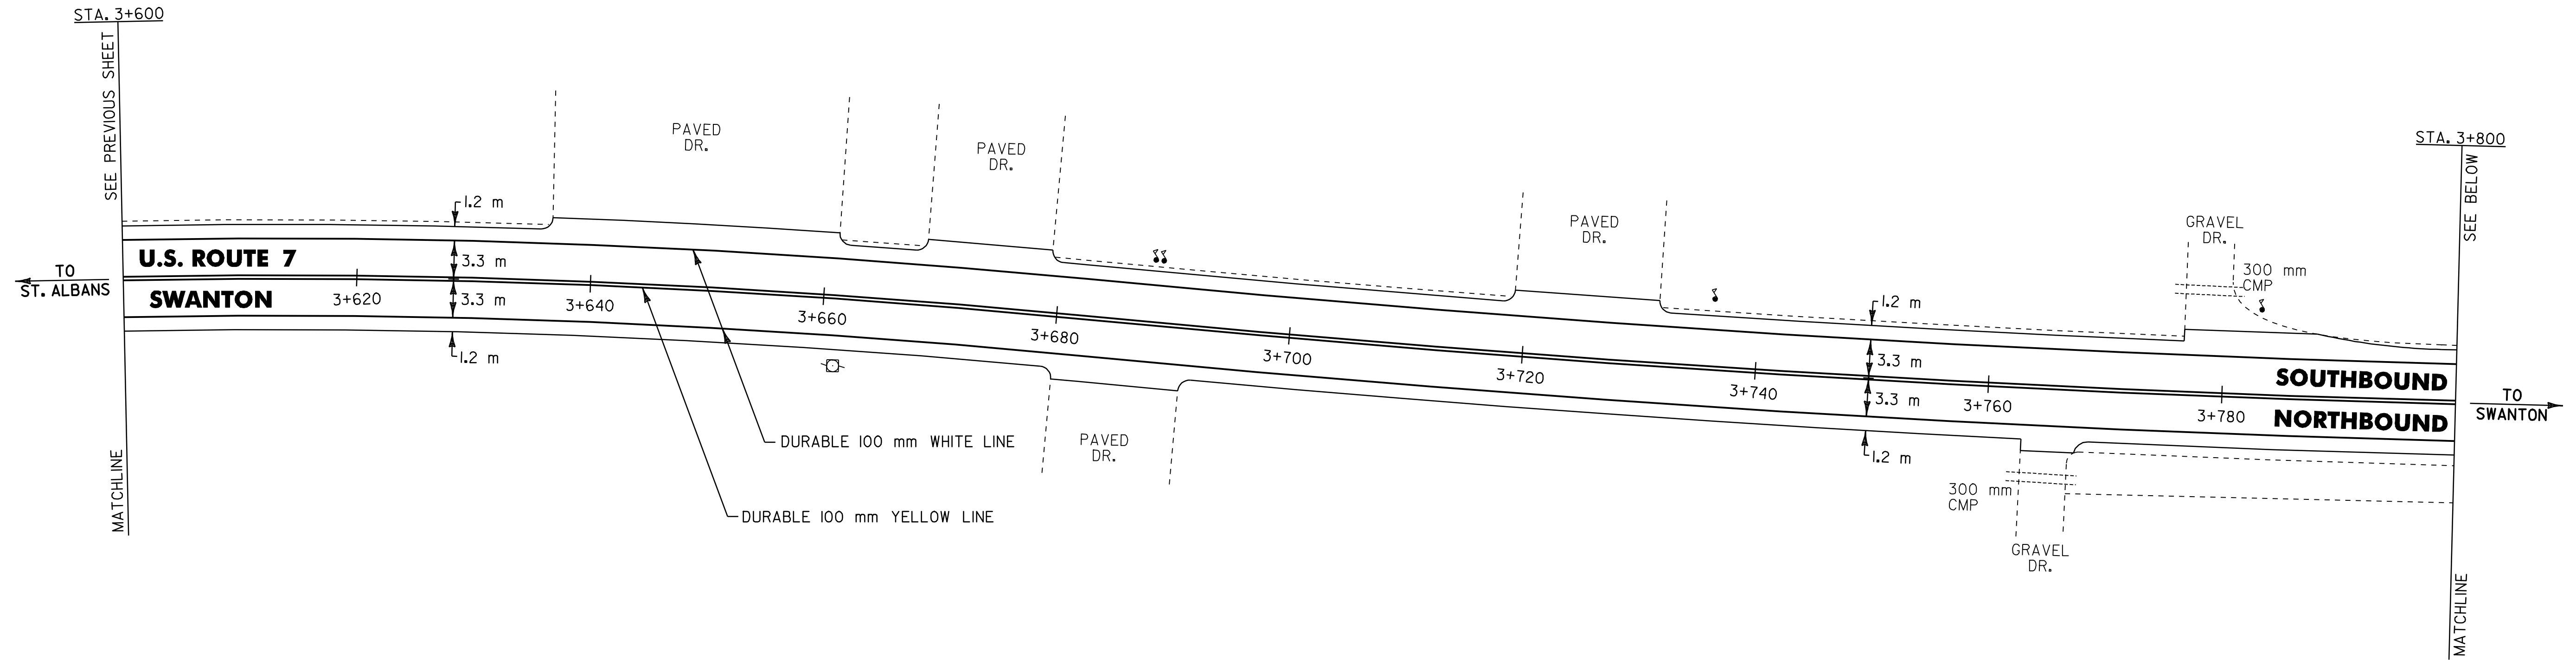 STA. 3+600
SEE PREVIOUS SHEET
MATCHLINE
TO
ST. ALBANS
U.S. ROUTE 7
SWANTON
3+620
1.2 m
3.3 m
3.3 m
1.2 m
PAVED
DR.
3+640
3+660
PAVED
DR.
3+680
DURABLE 100 mm WHITE LINE
DURABLE 100 mm YELLOW LINE
PAVED
DR.
3+700
3+720
PAVED
DR.
3+740
1.2 m
3.3 m
3.3 m
1.2 m
3+760
300 mm
CMP
GRAVEL
DR.
GRAVEL
DR.
300 mm
CMP
3+780
SOUTHBOUND
NORTHBOUND
STA. 3+800
SEE BELOW
MATCHLINE
TO
SWANTON